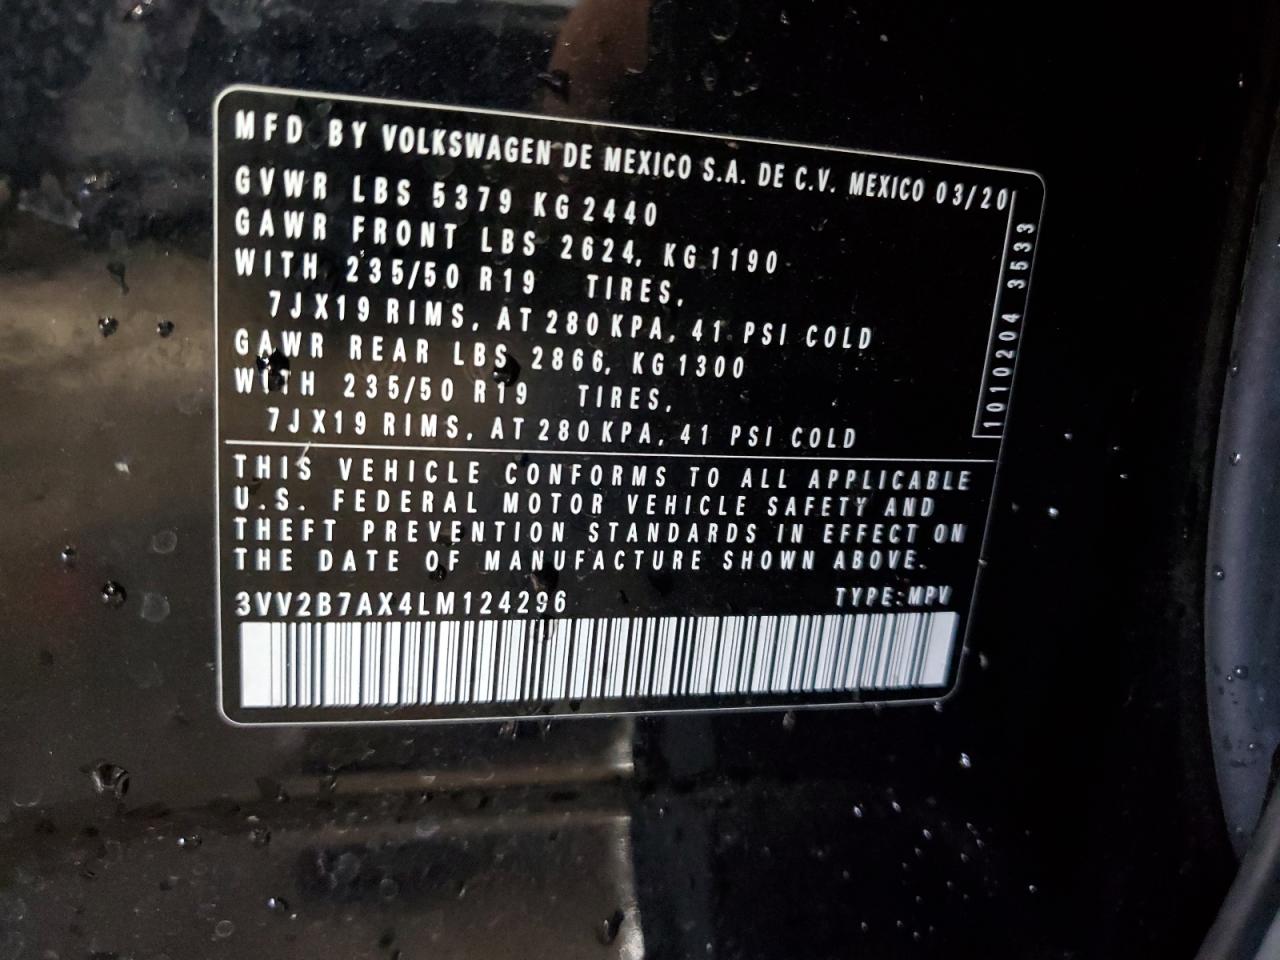 MFD BY VOLKSWAGEN DE MEXICO S.A. DE C.V. MEXICO 03/20
GVWR LBS 5379 KG 2440
GAWR FRONT LBS 2624, KG 1190
WITH 235/50 R19 TIRES,
7JX19 RIMS, AT 280 KPA, 41 PSI COLD
GAWR REAR LBS 2866, KG 1300
WITH 235/50 R19 TIRES,
7JX19 RIMS, AT 280 KPA, 41 PSI COLD
1010204 3533
THIS VEHICLE CONFORMS TO ALL APPLICABLE
U.S. FEDERAL MOTOR VEHICLE SAFETY AND
THEFT PREVENTION STANDARDS IN EFFECT ON
THE DATE OF MANUFACTURE SHOWN ABOVE.
3VV2B7AX4LM124296 TYPE:MPV